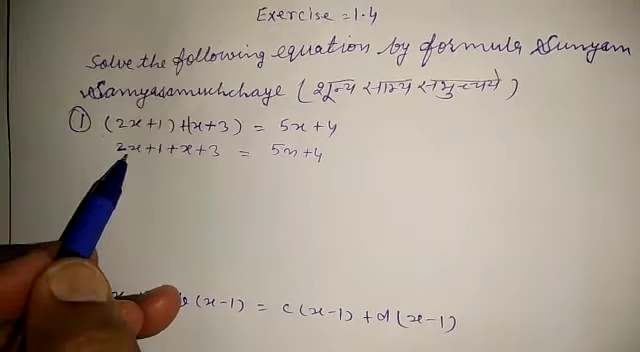 Exercise = 1.4
Solve the following equation by formula Sunyam
Samyasamuchchaye (शून्य साम्य समुच्चये)
① (2x+1)+(x+3) = 5x+4
2x+1+x+3 = 5x+4
(x-1) = c(x-1)+d(x-1)